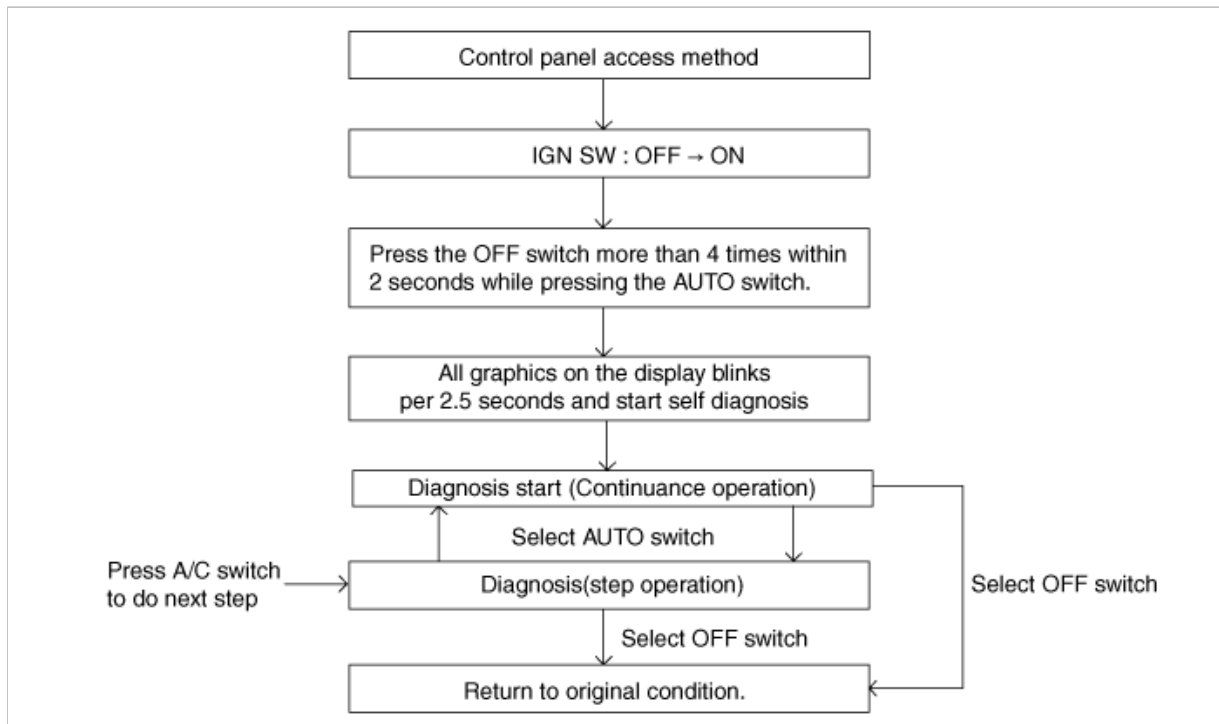 Control panel access method
IGN SW : OFF → ON
Press the OFF switch more than 4 times within
2 seconds while pressing the AUTO switch.
All graphics on the display blinks
per 2.5 seconds and start self diagnosis
Diagnosis start (Continuance operation)
Select AUTO switch
Press A/C switch
to do next step
Diagnosis(step operation)
Select OFF switch
Select OFF switch
Return to original condition.